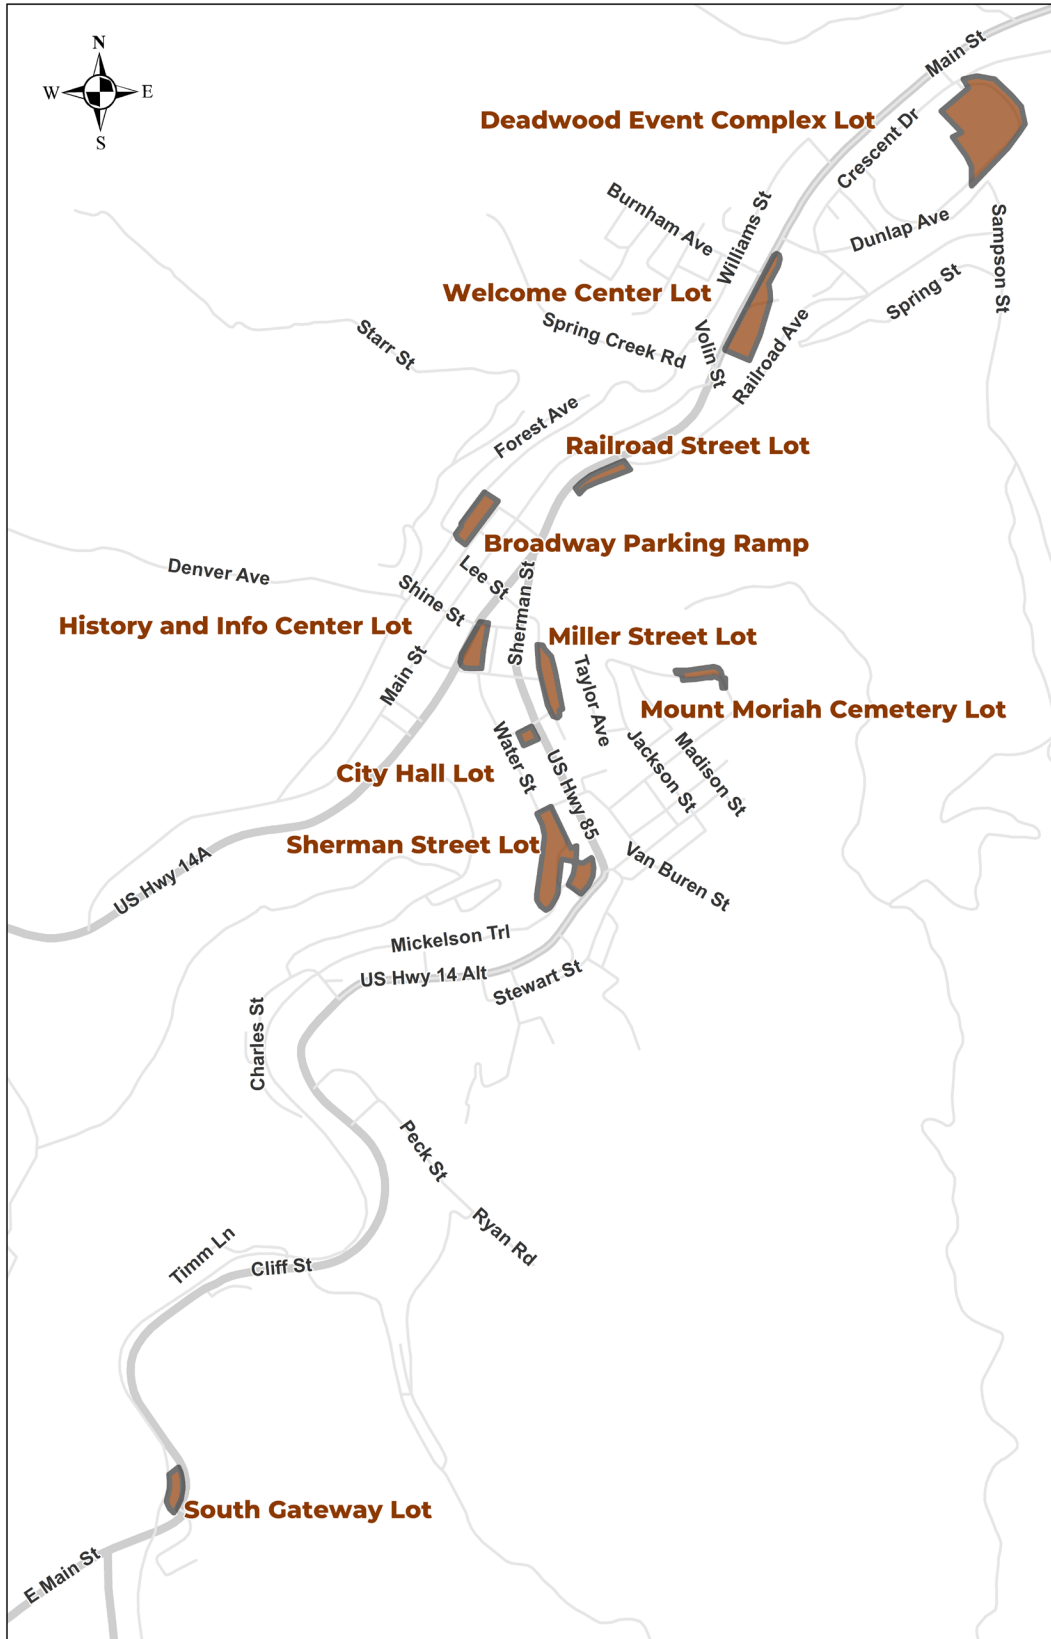 N
W E
S
Main St
Deadwood Event Complex Lot
Crescent Dr
Burnham Ave
Williams St
Dunlap Ave
Sampson St
Welcome Center Lot
Spring St
Spring Creek Rd
Volin St
Railroad Ave
Starr St
Forest Ave
Railroad Street Lot
Broadway Parking Ramp
Denver Ave
Lee St
Shine St
Sherman St
History and Info Center Lot
Miller Street Lot
Main St
Taylor Ave
Mount Moriah Cemetery Lot
Water St
Jackson St
Madison St
City Hall Lot
US Hwy 85
Sherman Street Lot
US Hwy 14A
Van Buren St
Mickelson Trl
US Hwy 14 Alt
Stewart St
Charles St
Peck St
Ryan Rd
Timm Ln
Cliff St
South Gateway Lot
E Main St